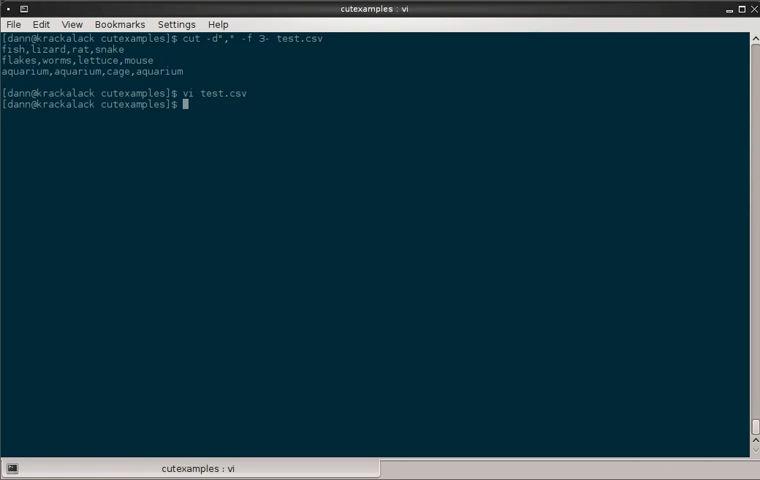 cutexamples : vi
File Edit View Bookmarks Settings Help
[dann@krackalack cutexamples]$ cut -d"," -f 3- test.csv
fish,lizard,rat,snake
flakes,worms,lettuce,mouse
aquarium,aquarium,cage,aquarium
[dann@krackalack cutexamples]$ vi test.csv
[dann@krackalack cutexamples]$
cutexamples : vi